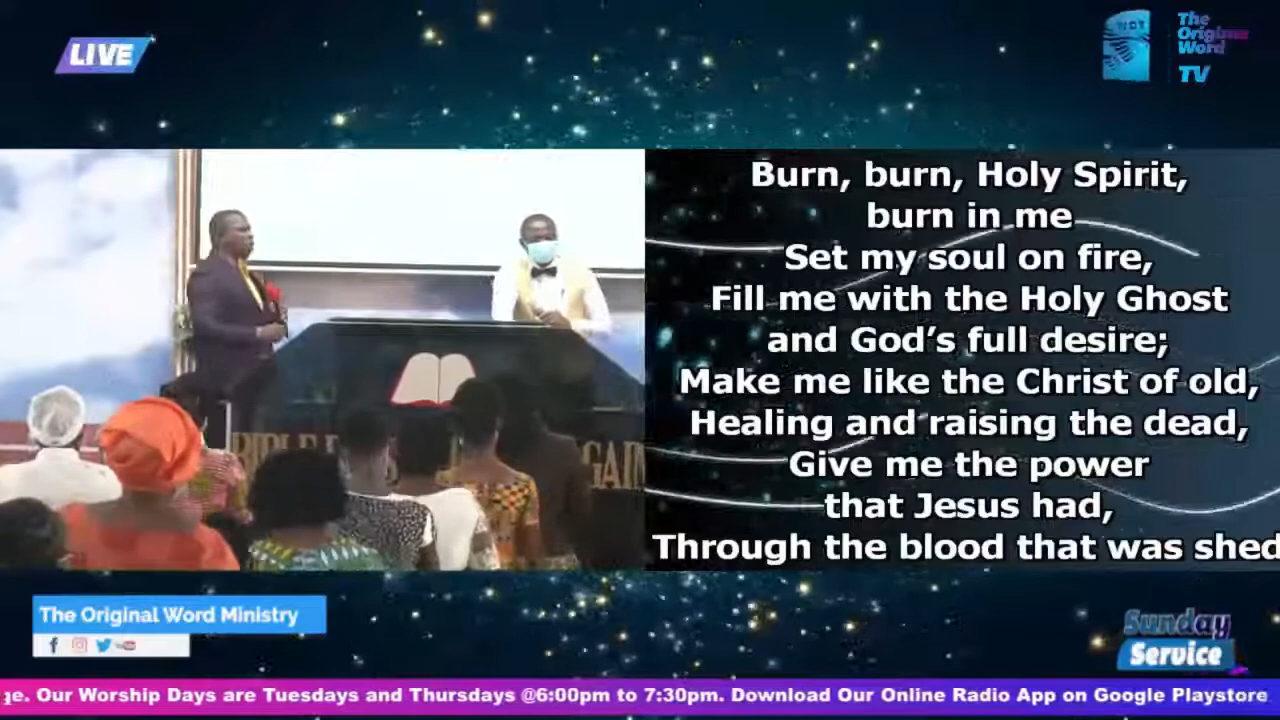 LIVE
The
Original
Word
TV
Burn, burn, Holy Spirit,
burn in me
Set my soul on fire,
Fill me with the Holy Ghost
and God’s full desire;
Make me like the Christ of old,
Healing and raising the dead,
Give me the power
that Jesus had,
Through the blood that was shed
BIBLE
GAIN
The Original Word Ministry
Sunday
Service
ge. Our Worship Days are Tuesdays and Thursdays @6:00pm to 7:30pm. Download Our Online Radio App on Google Playstore